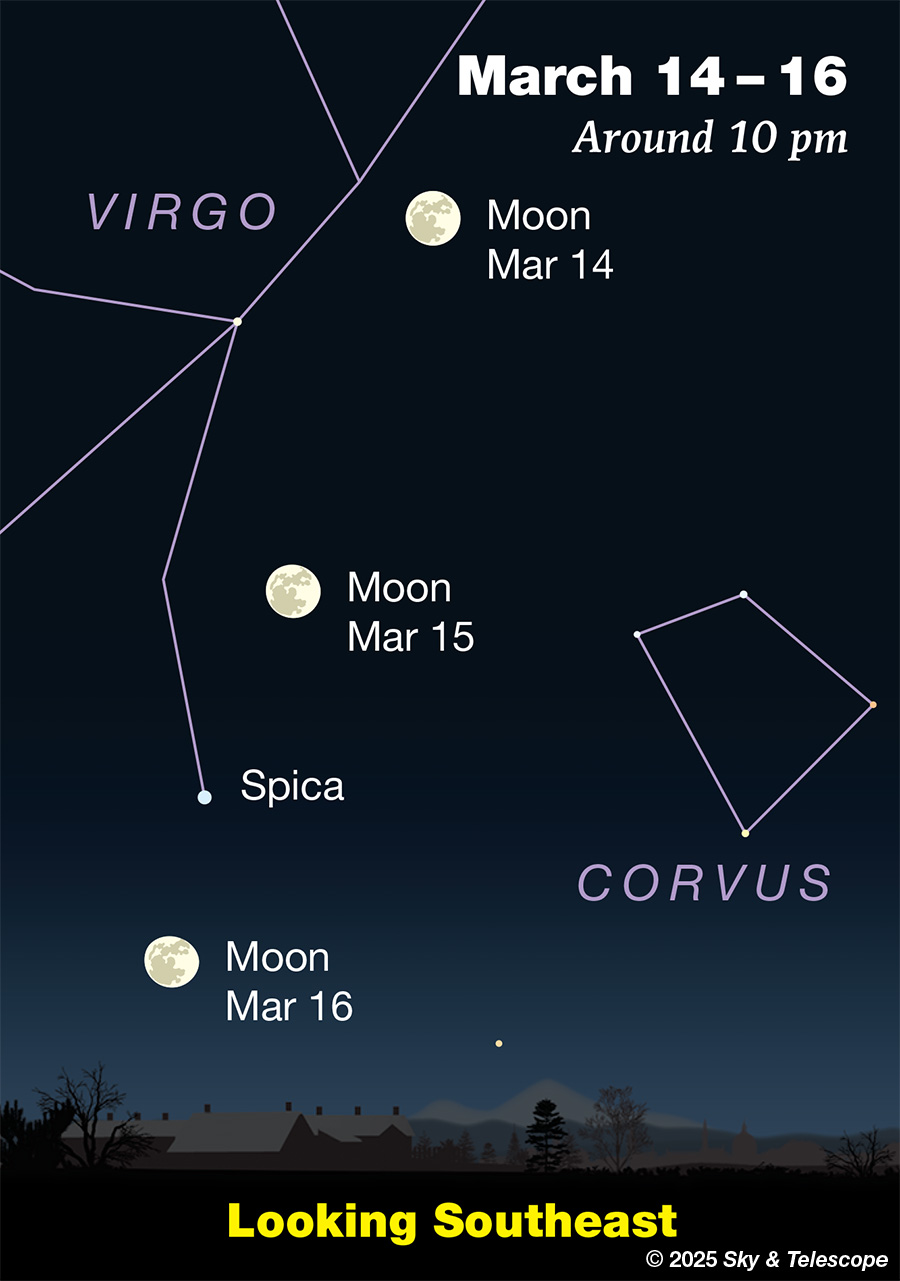 March 14 – 16
Around 10 pm
VIRGO
Moon
Mar 14
Moon
Mar 15
Spica
CORVUS
Moon
Mar 16
Looking Southeast
© 2025 Sky & Telescope